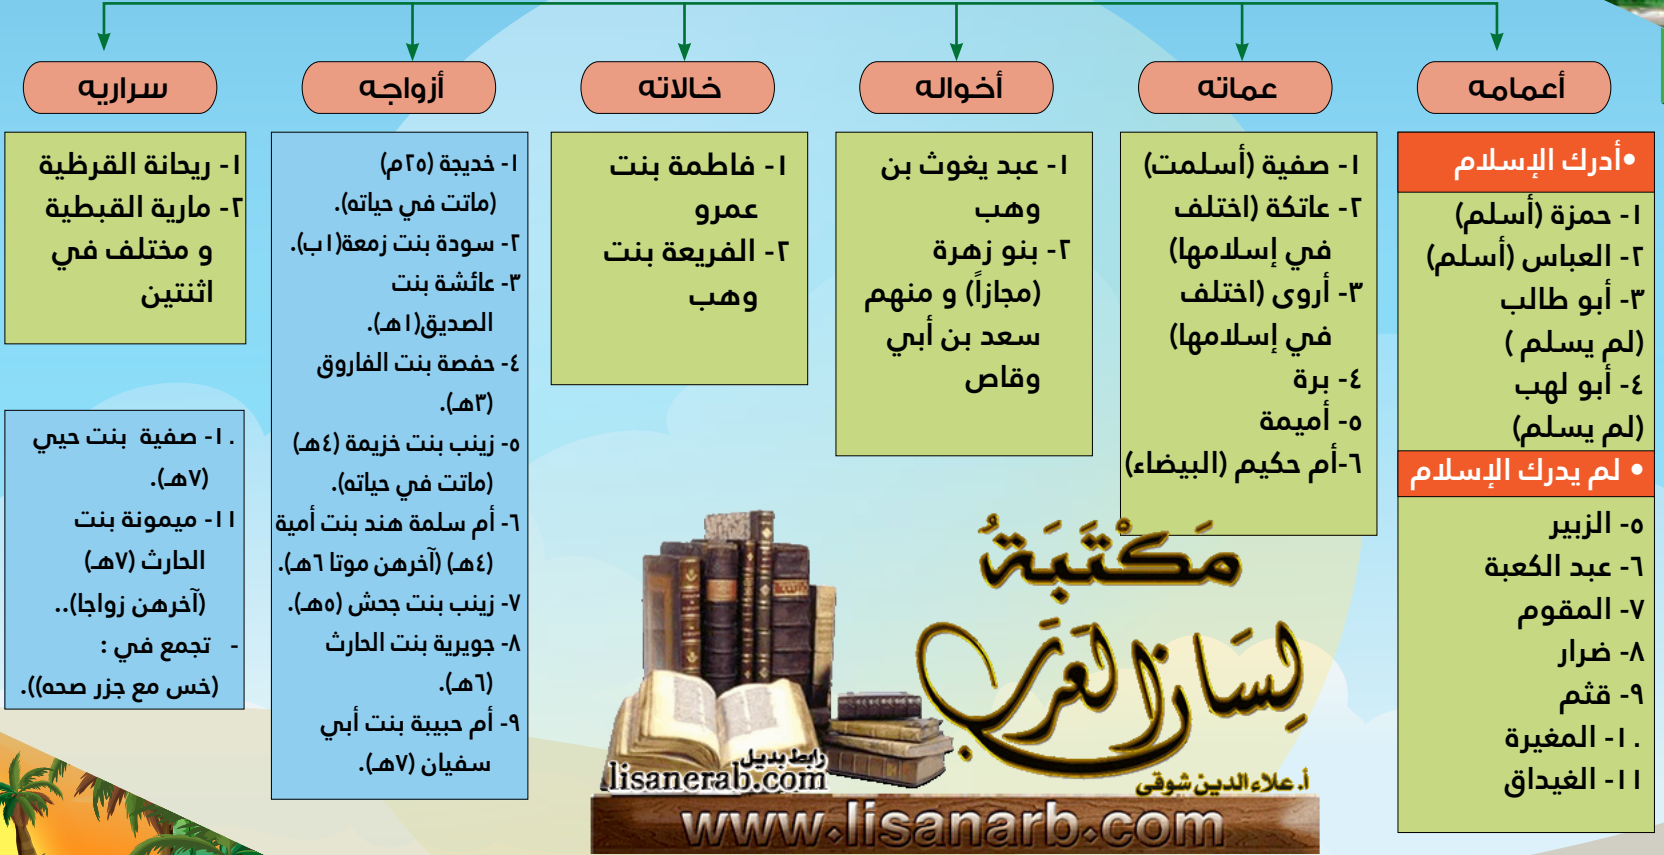 أعمامه
•أدرك الإسلام
١- حمزة (أسلم)
٢- العباس (أسلم)
٣- أبو طالب
(لم يسلم )
٤- أبو لهب
(لم يسلم)
• لم يدرك الإسلام
٥- الزبير
٦- عبد الكعبة
٧- المقوم
٨- ضرار
٩- قثم
١٠- المغيرة
١١- الغيداق
عماته
١- صفية (أسلمت)
٢- عاتكة (اختلف
في إسلامها)
٣- أروى (اختلف
في إسلامها)
٤- برة
٥- أميمة
٦-أم حكيم (البيضاء)
أخواله
١- عبد يغوث بن
وهب
٢- بنو زهرة
(مجازاً) و منهم
سعد بن أبي
وقاص
خالاته
١- فاطمة بنت
عمرو
٢- الفريعة بنت
وهب
أزواجه
١- خديجة (٢٥م)
(ماتت في حياته).
٢- سودة بنت زمعة(١ب).
٣- عائشة بنت
الصديق(١هـ).
٤- حفصة بنت الفاروق
(٣هـ).
٥- زينب بنت خزيمة (٤هـ)
(ماتت في حياته).
٦- أم سلمة هند بنت أمية
(٤هـ) (آخرهن موتا ٦هـ).
٧- زينب بنت جحش (٥هـ).
٨- جويرية بنت الحارث
(٦هـ).
٩- أم حبيبة بنت أبي
سفيان (٧هـ).
سراريه
١- ريحانة القرظية
٢- مارية القبطية
و مختلف في
اثنتين
١٠- صفية بنت حيي
(٧هـ).
١١- ميمونة بنت
الحارث (٧هـ)
(آخرهن زواجا)..
- تجمع في :
(خس مع جزر صحه)).
مَكْتَبَةُ
لِسَانُ العَرَب
أ. علاء الدين شوقي
رابط بديل
lisanerab.com
www.lisanarb.com